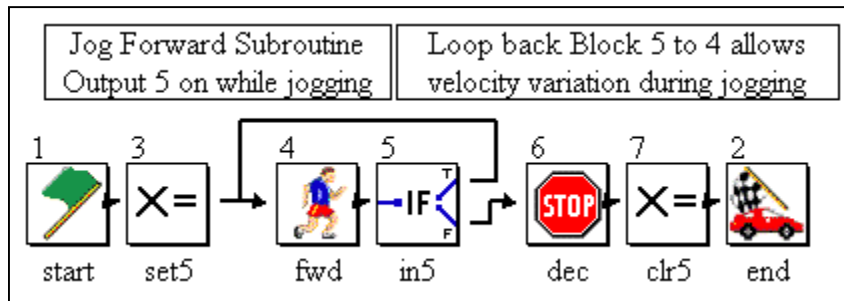 Jog Forward Subroutine
Output 5 on while jogging
Loop back Block 5 to 4 allows
velocity variation during jogging
1 3 4 5 6 7 2
X= IF T F STOP X=
start set5 fwd in5 dec clr5 end